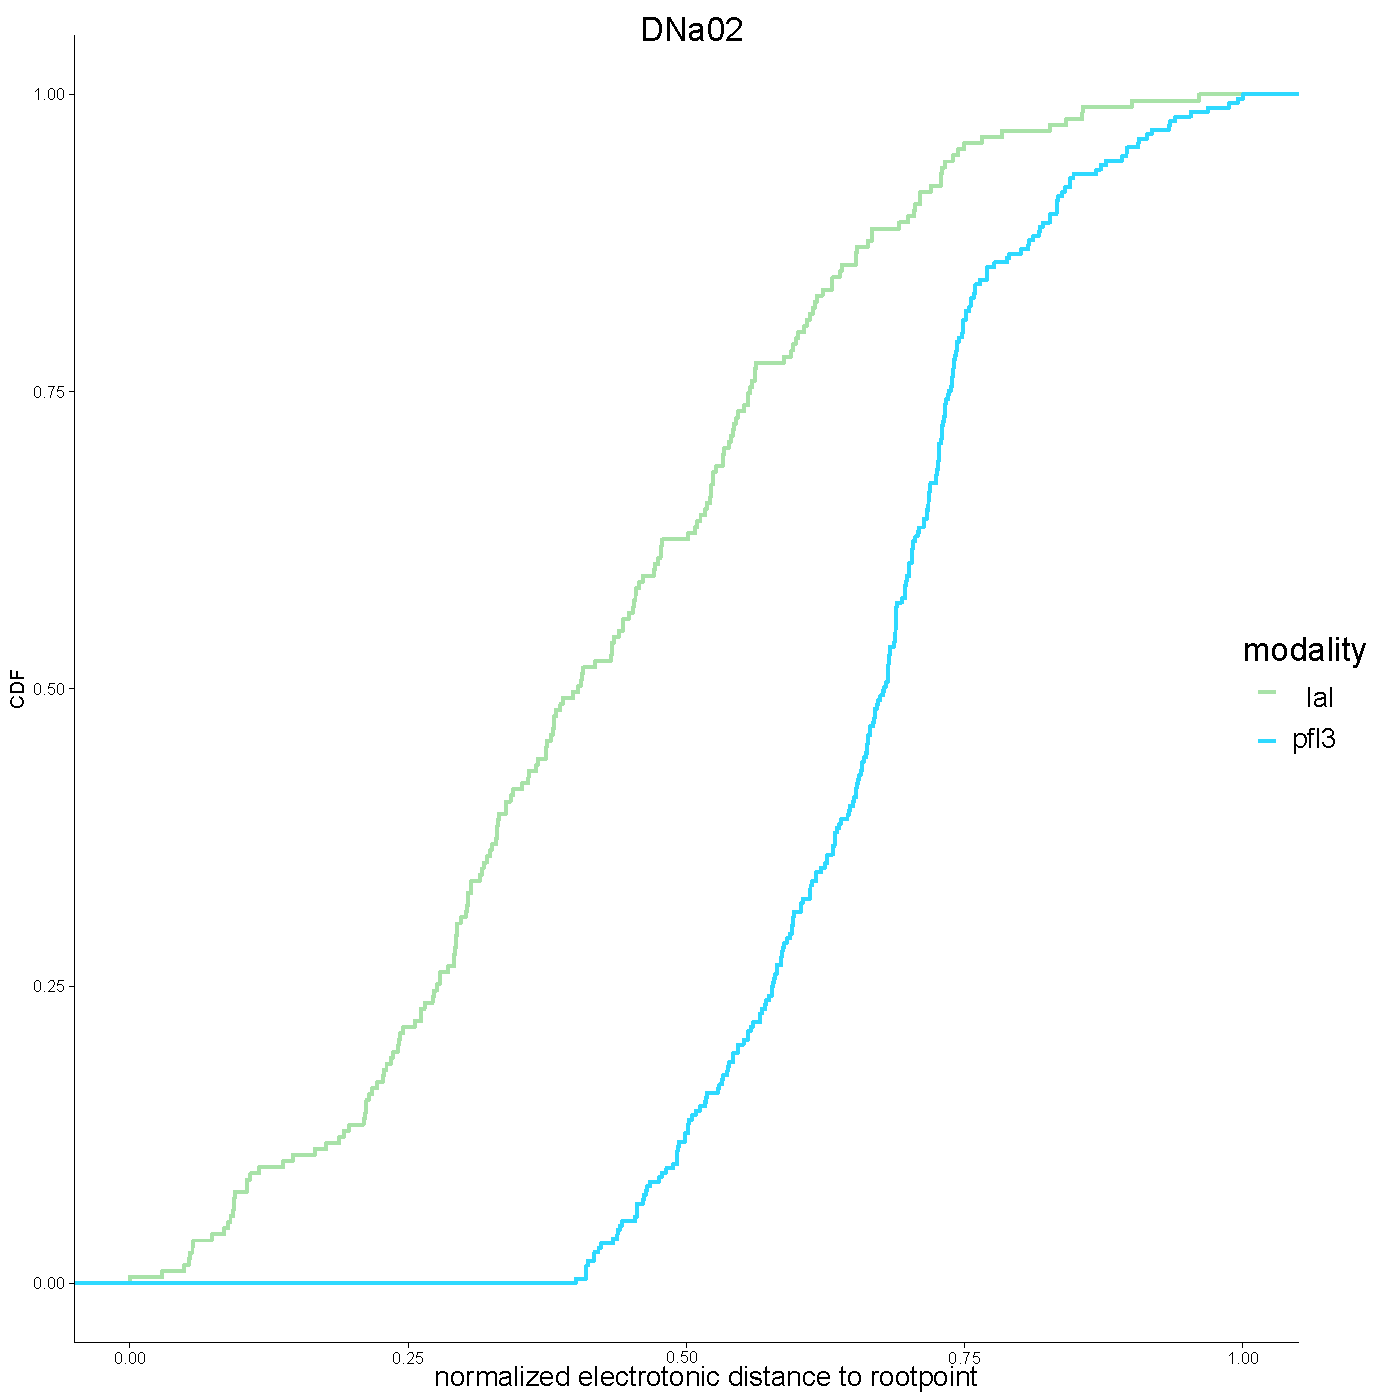 DNa02
1.00
0.75
0.50
0.25
0.00
CDF
modality
lal
pfl3
0.00 0.25 0.50 0.75 1.00
normalized electrotonic distance to rootpoint